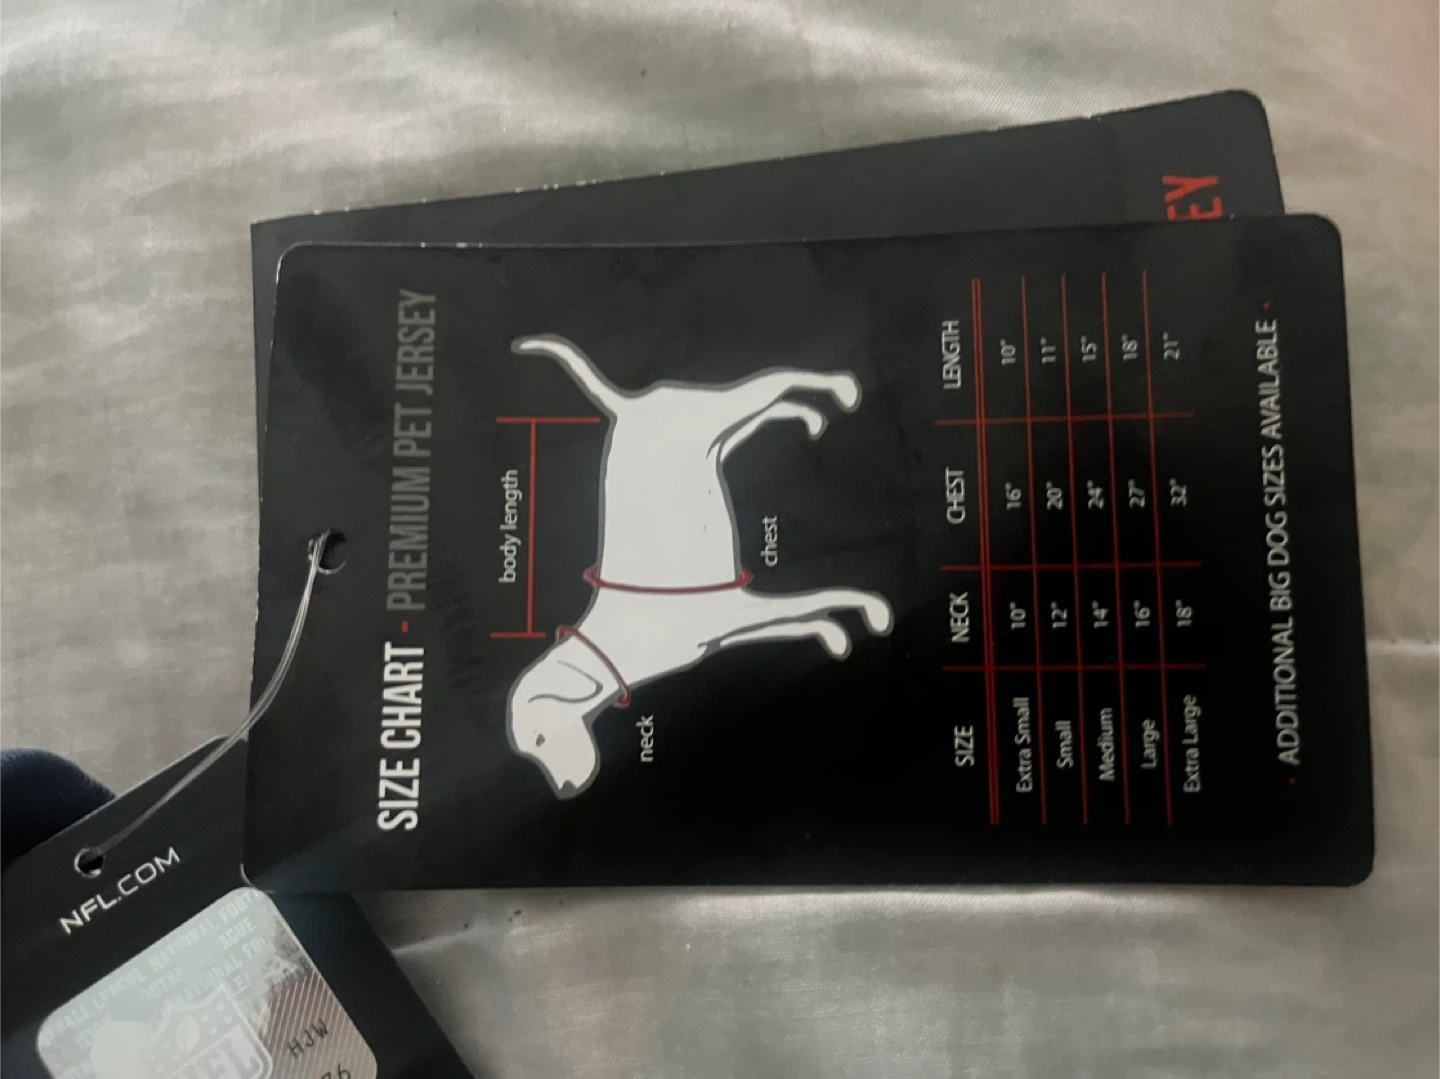 SIZE CHART - PREMIUM PET JERSEY
body length
neck
chest
SIZE NECK CHEST LENGTH
Extra Small 10" 16" 10"
Small 12" 20" 11"
Medium 14" 24" 15"
Large 16" 27" 18"
Extra Large 18" 32" 21"
· ADDITIONAL BIG DOG SIZES AVAILABLE ·
EY
NFL.COM
NFL
HJW
76